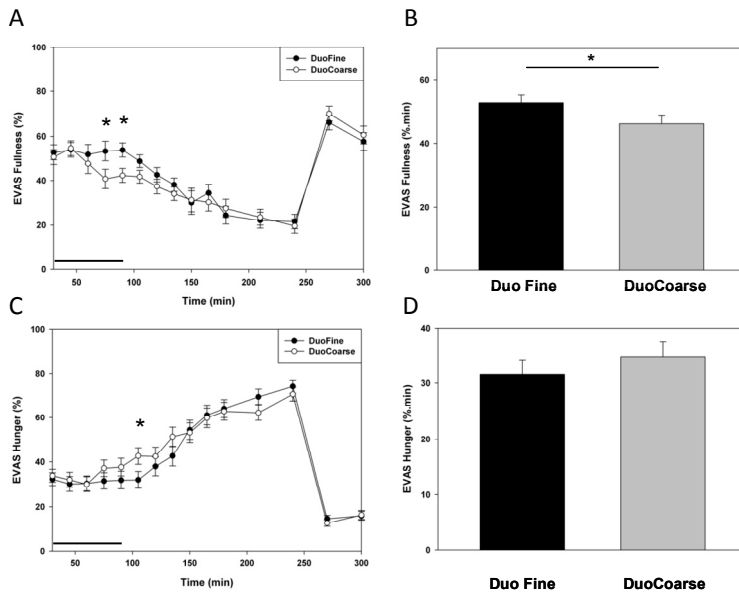 A
100
80
60
40
20
0
EVAS Fullness (%)
DuoFine
DuoCoarse
* *
50 100 150 200 250 300
Time (min)
B
60
40
20
0
EVAS Fullness (%.min)
*
Duo Fine DuoCoarse
C
100
80
60
40
20
0
EVAS Hunger (%)
DuoFine
DuoCoarse
*
50 100 150 200 250 300
Time (min)
D
40
30
20
10
0
EVAS Hunger (%.min)
Duo Fine DuoCoarse